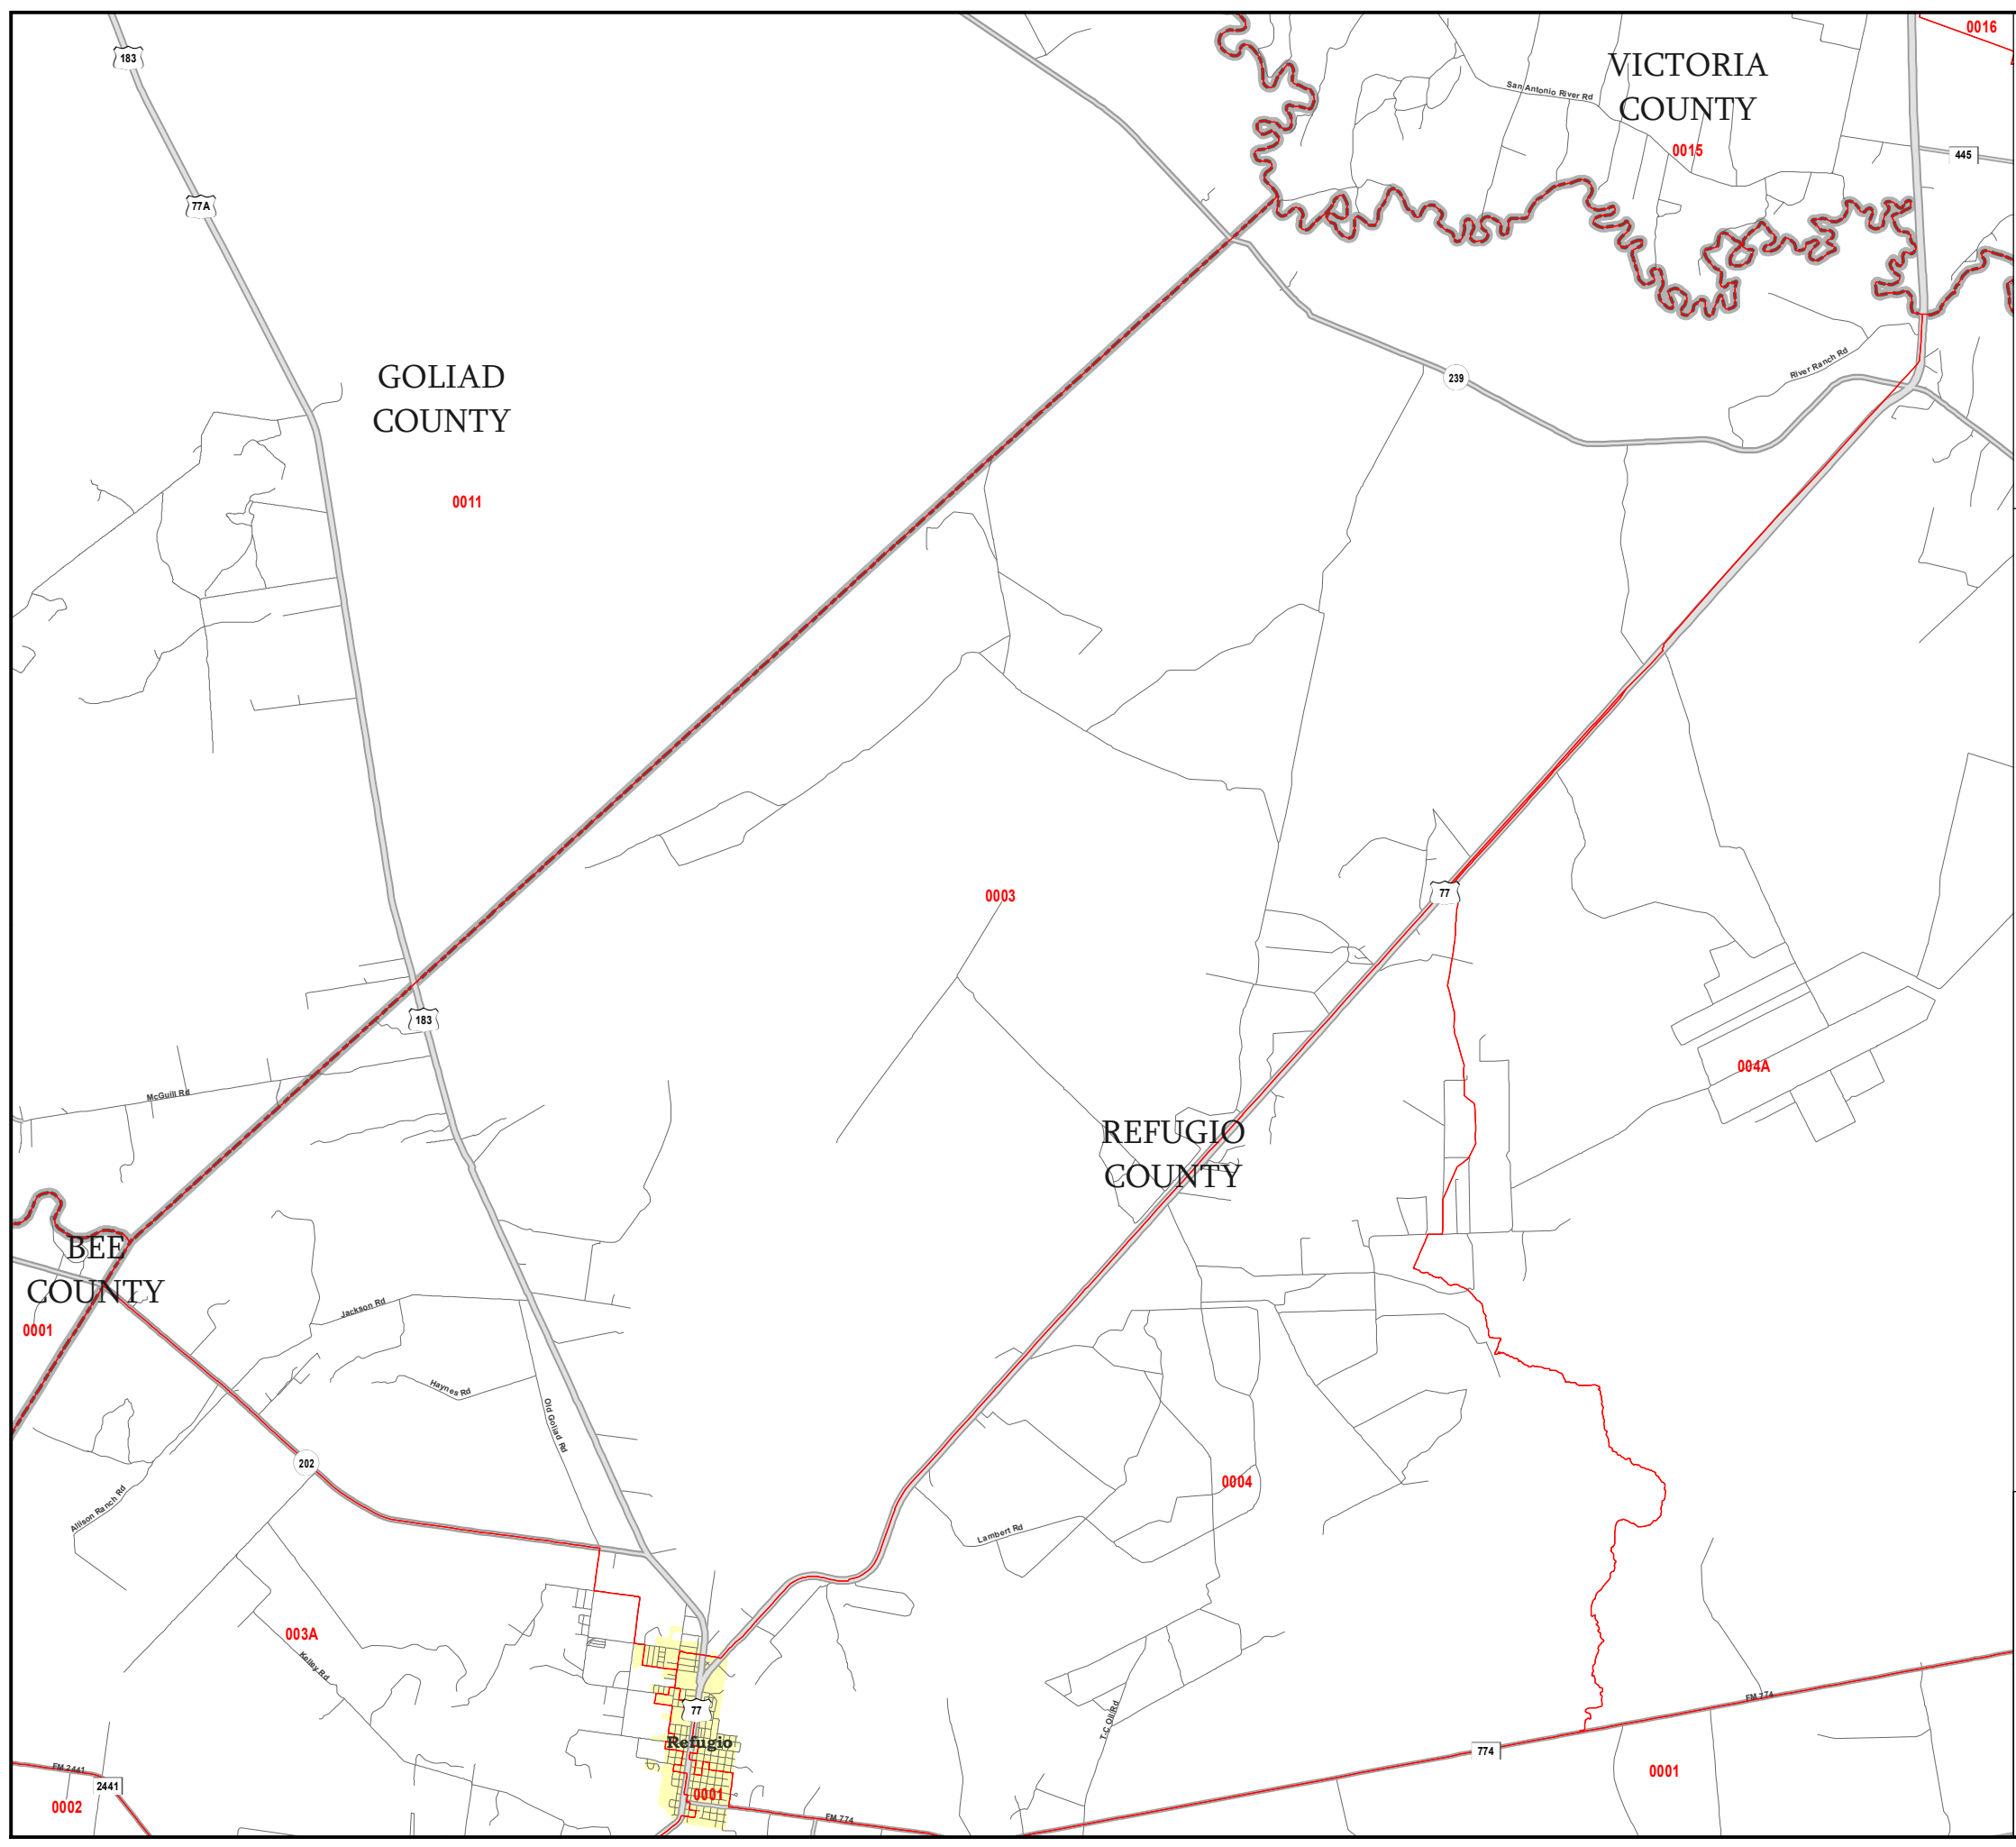 0016
183
VICTORIA
COUNTY
San Antonio River Rd
0015
445
77A
River Ranch Rd
GOLIAD
COUNTY
239
0011
0003
77
183
004A
McGuill Rd
REFUGIO
COUNTY
BEE
COUNTY
Jackson Rd
0001
Haynes Rd
Old Goliad Rd
202
0004
Allison Ranch Rd
Lambert Rd
003A
Kelley Rd
FM 774
77
T-C Oil Rd
Refugio
774
FM 2441
2441
0001
0001
0002
FM 774